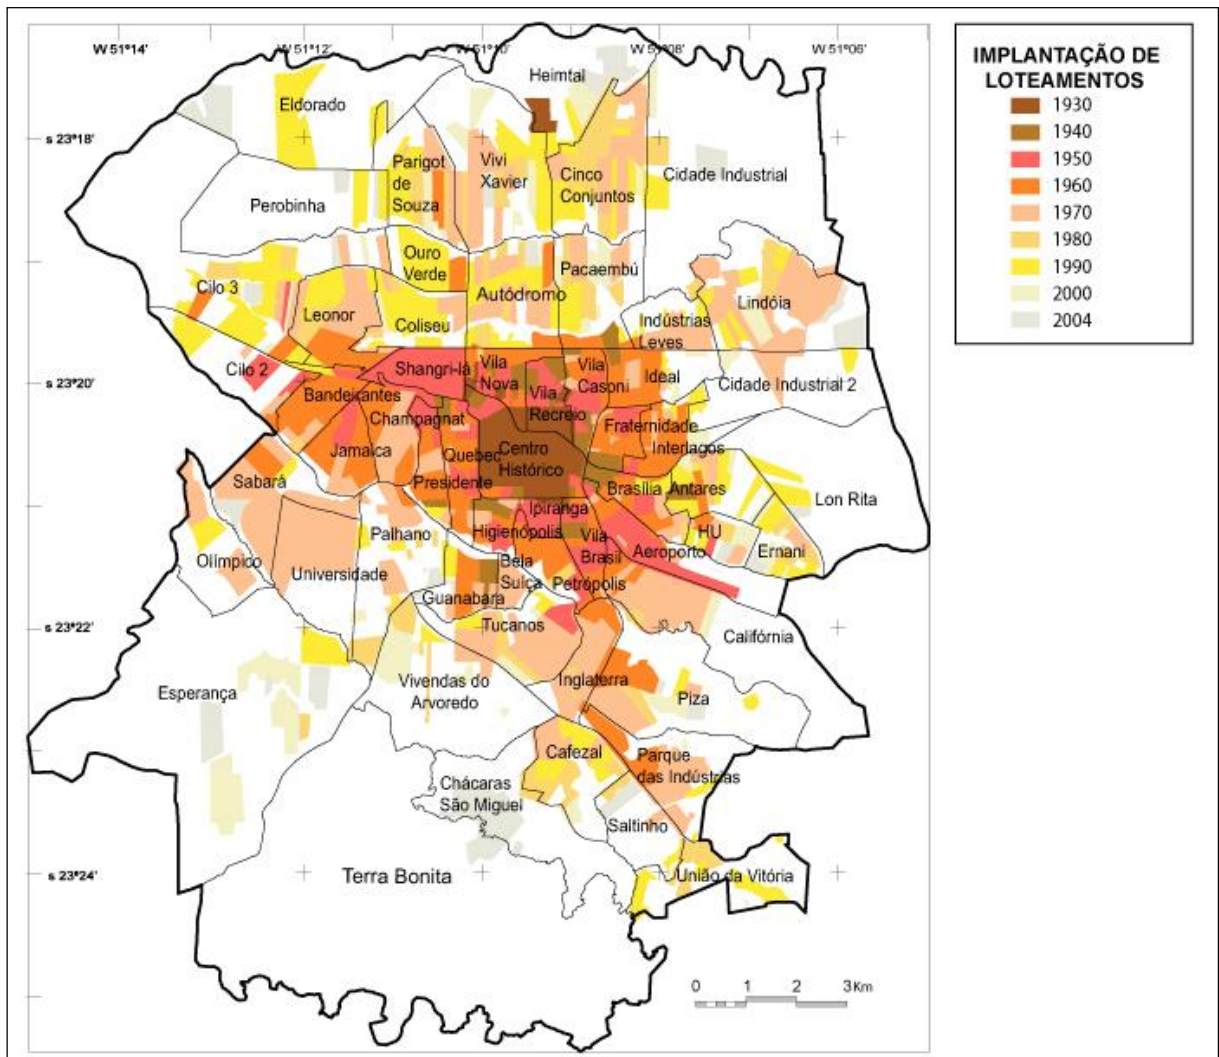 W 51°14'
W 51°12'
W 51°10'
W 51°08'
W 51°06'
IMPLANTAÇÃO DE
LOTEAMENTOS
1930
1940
1950
1960
1970
1980
1990
2000
2004
s 23°18'
s 23°20'
s 23°22'
s 23°24'
Heimtal
Eldorado
Parigot
de
Souza
Vivi
Xavier
Cinco
Conjuntos
Cidade Industrial
Perobinha
Ouro
Verde
Pacaembú
Cilo 3
Autódromo
Lindóia
Leonor
Coliseu
Indústrias
Leves
Cilo 2
Shangri-lá
Vila
Nova
Vila
Casoni
Ideal
Cidade Industrial 2
Bandeirantes
Vila
Recreio
Champagnat
Fraternidade
Jamaica
Quebec
Centro
Histórico
Interlagos
Sabará
Presidente
Brasília
Antares
Lon Rita
Ipiranga
Palhano
Higienópolis
Vila
Brasil
HU
Aeroporto
Ernani
Olímpico
Universidade
Bela
Suíça
Petrópolis
Guanabara
Tucanos
Califórnia
Esperança
Vivendas do
Arvoredo
Inglaterra
Piza
Cafezal
Parque
das Indústrias
Chácaras
São Miguel
Saltinho
Terra Bonita
União da Vitória
0 1 2 3 Km